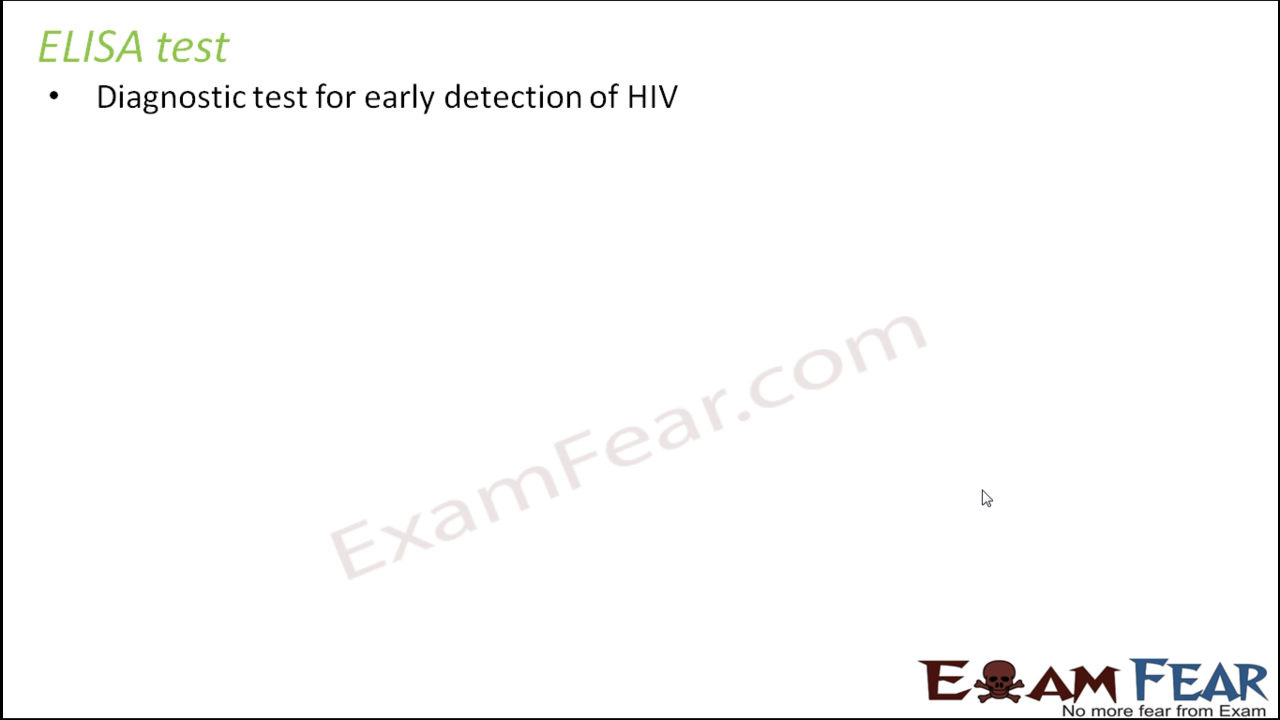 ELISA test
• Diagnostic test for early detection of HIV
ExamFear.com
EXAM FEAR
No more fear from Exam